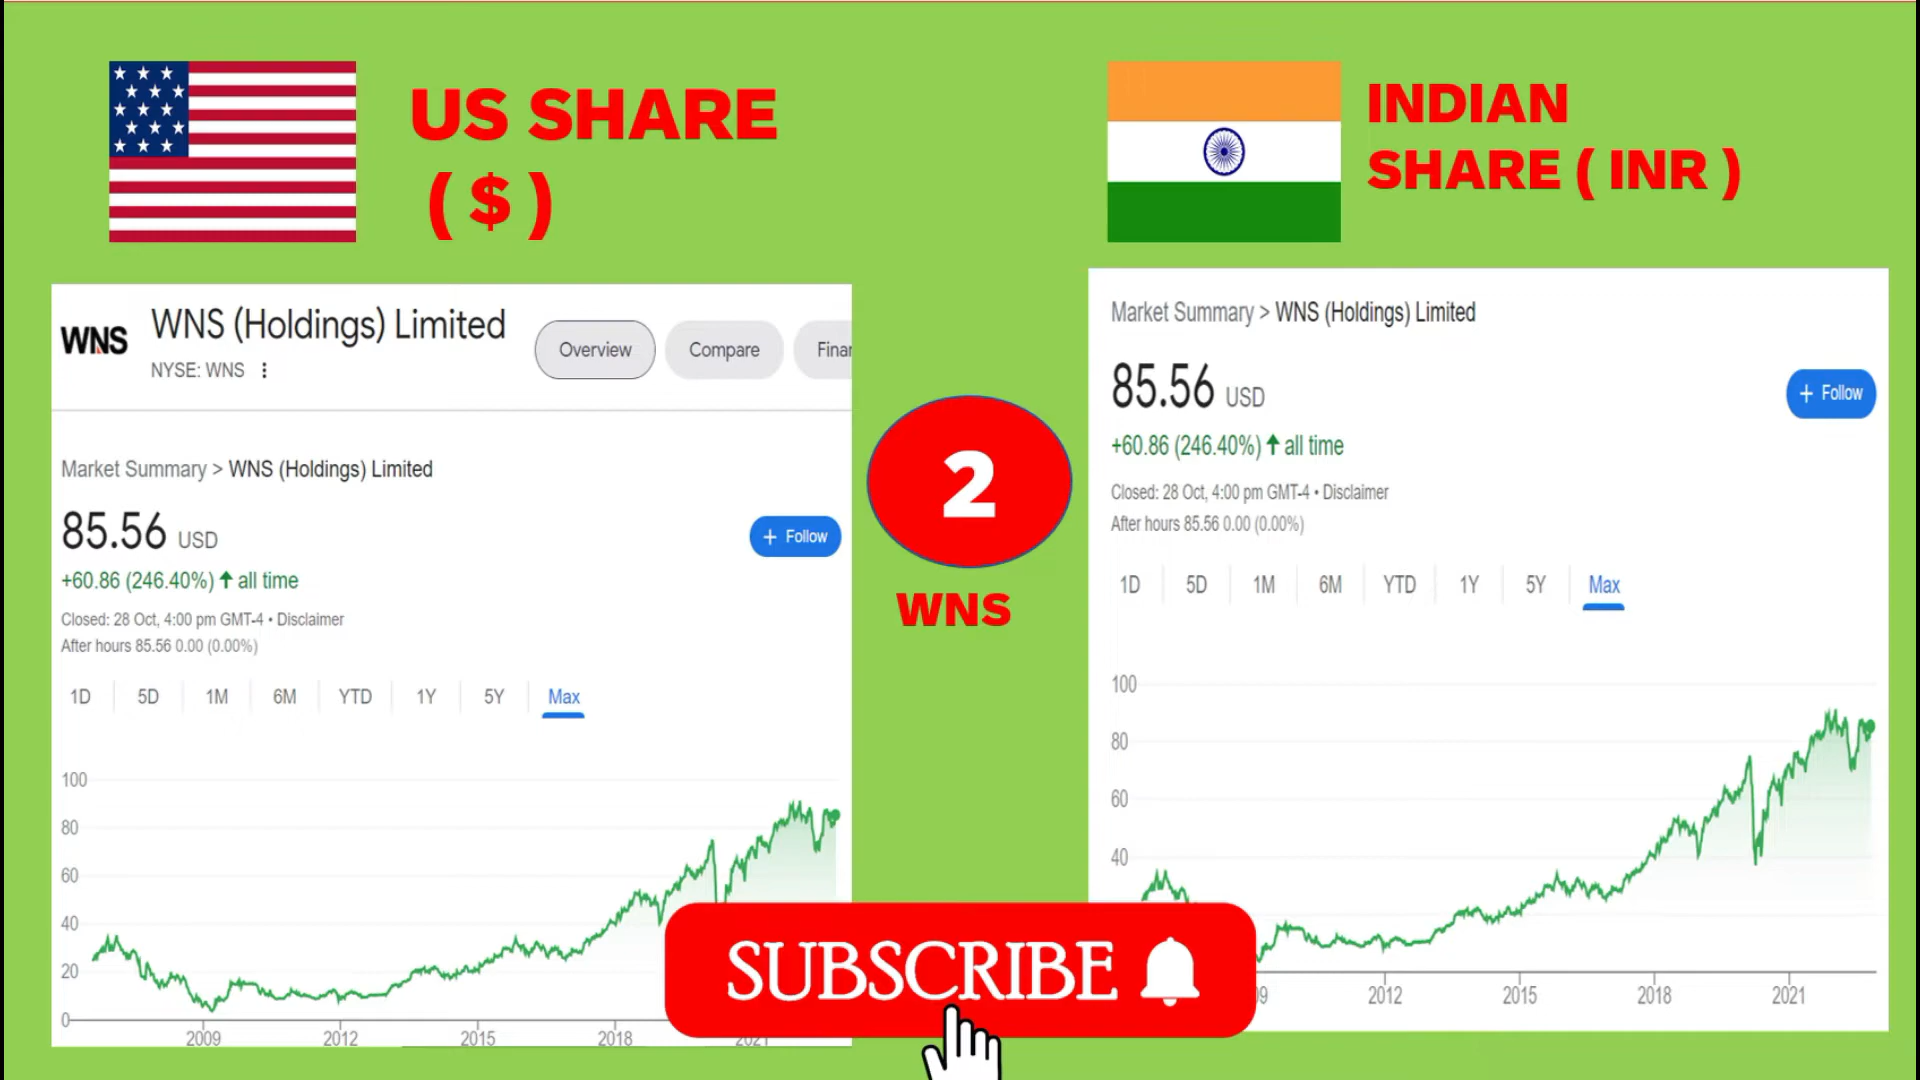 US SHARE
( $ )
INDIAN
SHARE ( INR )
WNS
WNS (Holdings) Limited
NYSE: WNS
Overview
Compare
Market Summary > WNS (Holdings) Limited
85.56 USD
+ Follow
+60.86 (246.40%) ↑ all time
Closed: 28 Oct, 4:00 pm GMT-4 • Disclaimer
After hours 85.56 0.00 (0.00%)
1D 5D 1M 6M YTD 1Y 5Y Max
100
80
60
40
20
0
2009 2012 2015 2018 2021
2
WNS
Market Summary > WNS (Holdings) Limited
85.56 USD
+ Follow
+60.86 (246.40%) ↑ all time
Closed: 28 Oct, 4:00 pm GMT-4 • Disclaimer
After hours 85.56 0.00 (0.00%)
1D 5D 1M 6M YTD 1Y 5Y Max
100
80
60
40
2012 2015 2018 2021
SUBSCRIBE